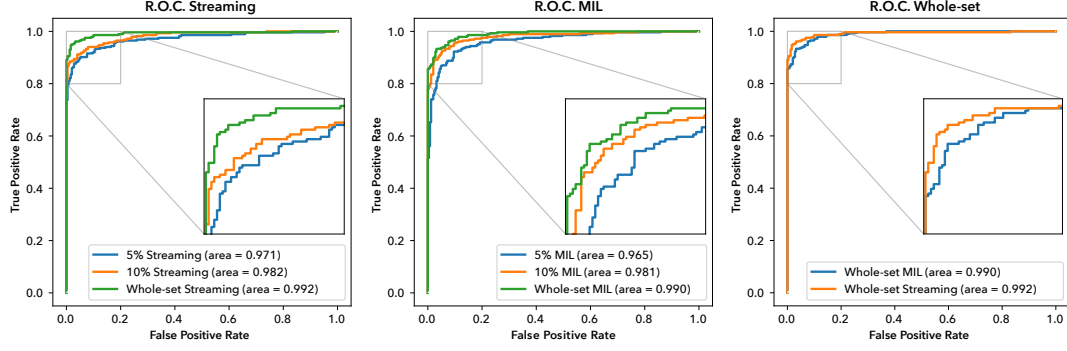 R.O.C. Streaming
True Positive Rate
1.0
0.8
0.6
0.4
0.2
0.0
5% Streaming (area = 0.971)
10% Streaming (area = 0.982)
Whole-set Streaming (area = 0.992)
0.0 0.2 0.4 0.6 0.8 1.0
False Positive Rate
R.O.C. MIL
True Positive Rate
1.0
0.8
0.6
0.4
0.2
0.0
5% MIL (area = 0.965)
10% MIL (area = 0.981)
Whole-set MIL (area = 0.990)
0.0 0.2 0.4 0.6 0.8 1.0
False Positive Rate
R.O.C. Whole-set
True Positive Rate
1.0
0.8
0.6
0.4
0.2
0.0
Whole-set MIL (area = 0.990)
Whole-set Streaming (area = 0.992)
0.0 0.2 0.4 0.6 0.8 1.0
False Positive Rate